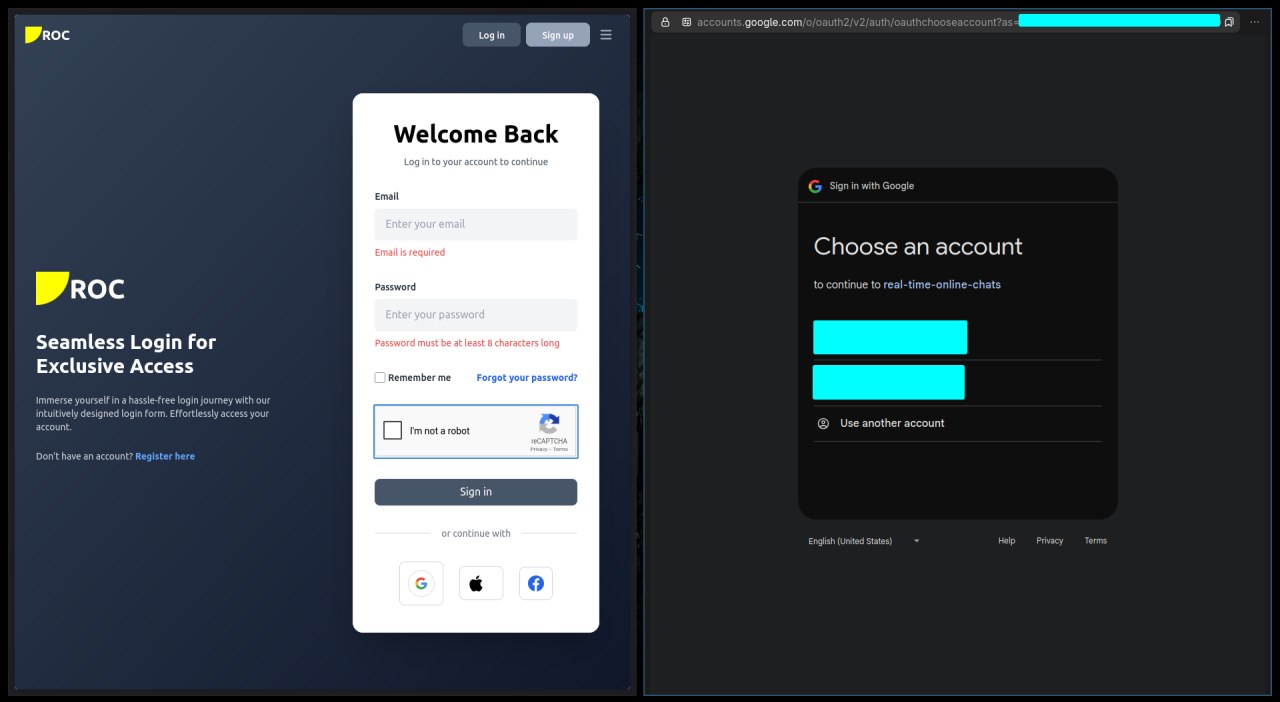 ROC
Log in
Sign up
Welcome Back
Log in to your account to continue
Email
Enter your email
Email is required
Password
Enter your password
Password must be at least 8 characters long
Remember me
Forgot your password?
I'm not a robot
reCAPTCHA
Privacy - Terms
Sign in
or continue with
ROC
Seamless Login for
Exclusive Access
Immerse yourself in a hassle-free login journey with our
intuitively designed login form. Effortlessly access your
account.
Don't have an account? Register here
accounts.google.com/o/oauth2/v2/auth/oauthchooseaccount?as=
Sign in with Google
Choose an account
to continue to real-time-online-chats
Use another account
English (United States)
Help
Privacy
Terms